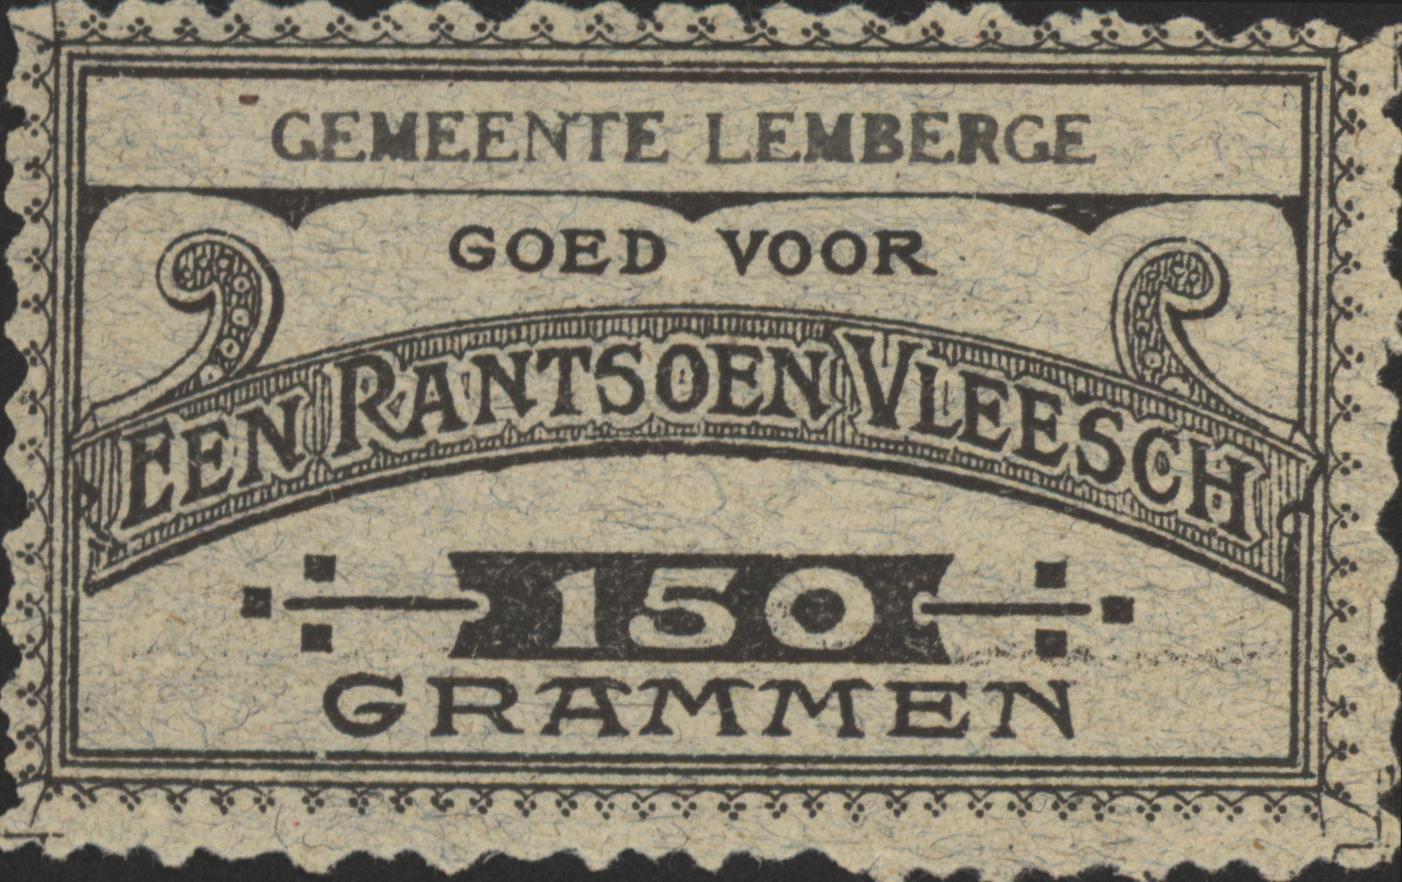 GEMEENTE LEMBERGE
GOED VOOR
EEN RANTSOEN VLEESCH
150
GRAMMEN